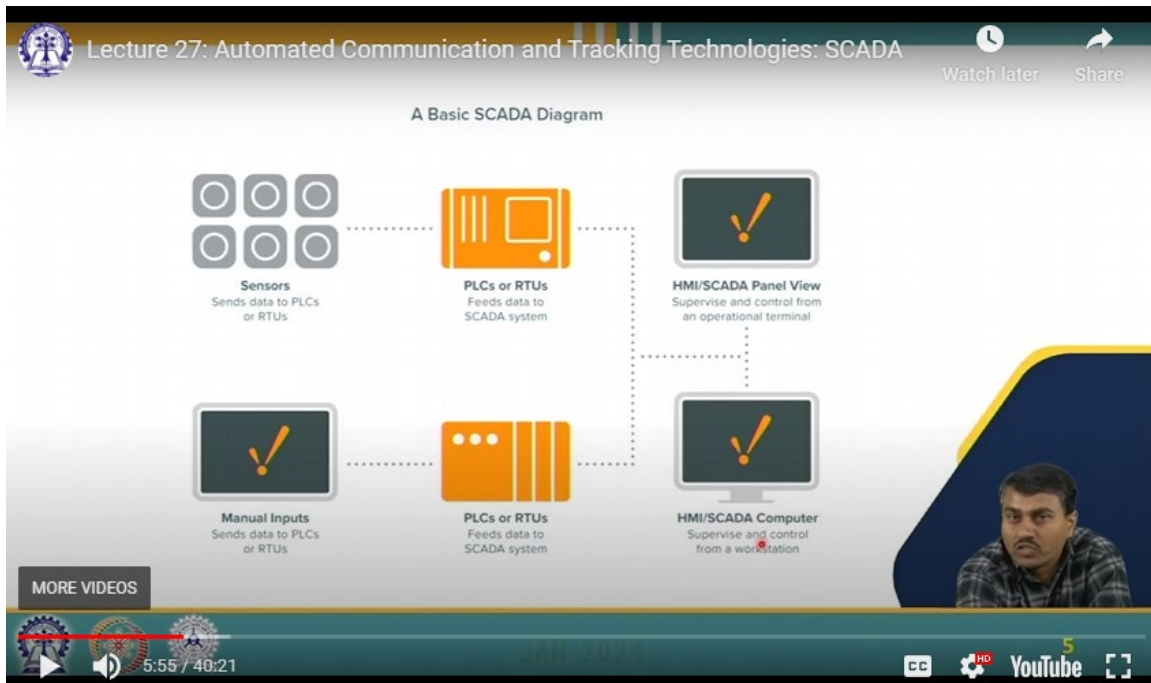 Lecture 27: Automated Communication and Tracking Technologies: SCADA
Watch later
Share
A Basic SCADA Diagram
Sensors
Sends data to PLCs
or RTUs
PLCs or RTUs
Feeds data to
SCADA system
HMI/SCADA Panel View
Supervise and control from
an operational terminal
Manual Inputs
Sends data to PLCs
or RTUs
PLCs or RTUs
Feeds data to
SCADA system
HMI/SCADA Computer
Supervise and control
from a workstation
MORE VIDEOS
JAN 2024
5
5:55 / 40:21
CC
HD
YouTube